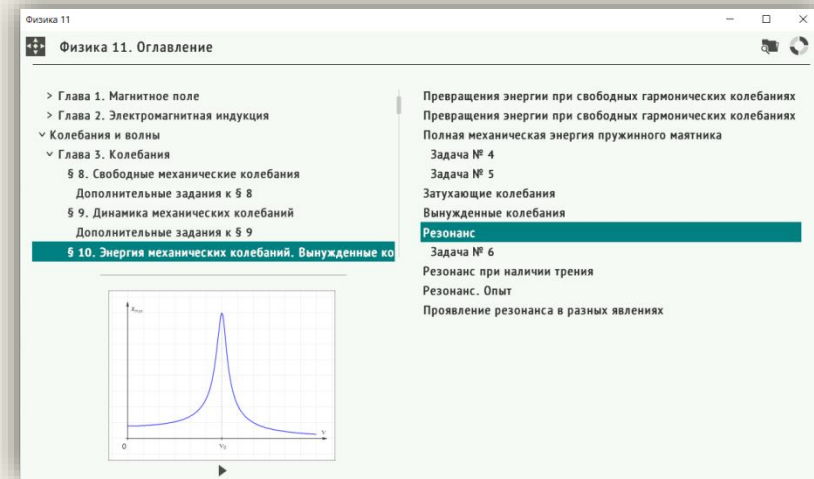 Физика 11
Физика 11. Оглавление
> Глава 1. Магнитное поле
> Глава 2. Электромагнитная индукция
Колебания и волны
Глава 3. Колебания
§ 8. Свободные механические колебания
Дополнительные задания к § 8
§ 9. Динамика механических колебаний
Дополнительные задания к § 9
§ 10. Энергия механических колебаний. Вынужденные ко
Xmax
0
ν₀
ν
Превращения энергии при свободных гармонических колебаниях
Превращения энергии при свободных гармонических колебаниях
Полная механическая энергия пружинного маятника
Задача № 4
Задача № 5
Затухающие колебания
Вынужденные колебания
Резонанс
Задача № 6
Резонанс при наличии трения
Резонанс. Опыт
Проявление резонанса в разных явлениях